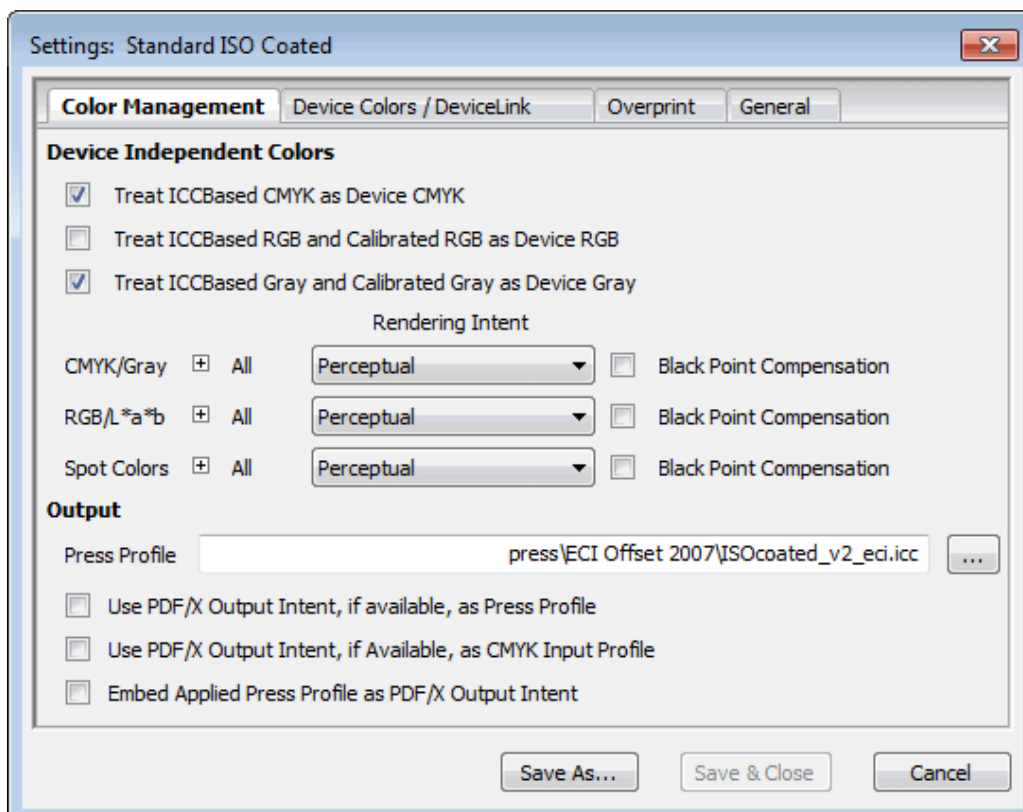 Settings: Standard ISO Coated
Color Management Device Colors / DeviceLink Overprint General
Device Independent Colors
Treat ICCBased CMYK as Device CMYK
Treat ICCBased RGB and Calibrated RGB as Device RGB
Treat ICCBased Gray and Calibrated Gray as Device Gray
Rendering Intent
CMYK/Gray All Perceptual Black Point Compensation
RGB/L*a*b All Perceptual Black Point Compensation
Spot Colors All Perceptual Black Point Compensation
Output
Press Profile press\ECI Offset 2007\ISOcoated_v2_eci.icc ...
Use PDF/X Output Intent, if available, as Press Profile
Use PDF/X Output Intent, if Available, as CMYK Input Profile
Embed Applied Press Profile as PDF/X Output Intent
Save As... Save & Close Cancel